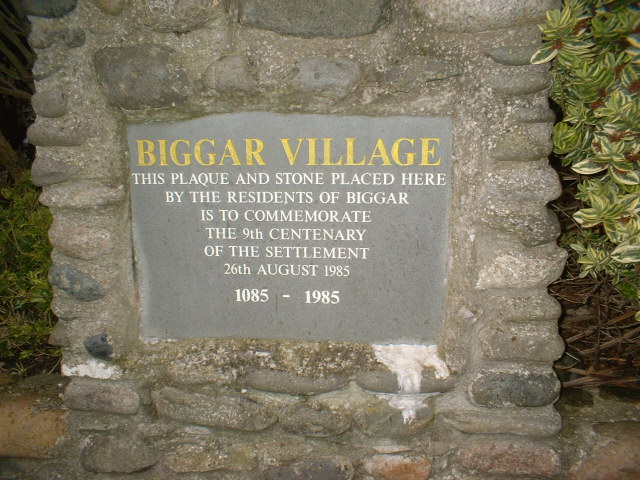 BIGGAR VILLAGE
THIS PLAQUE AND STONE PLACED HERE
BY THE RESIDENTS OF BIGGAR
IS TO COMMEMORATE
THE 9th CENTENARY
OF THE SETTLEMENT
26th AUGUST 1985
1085 - 1985